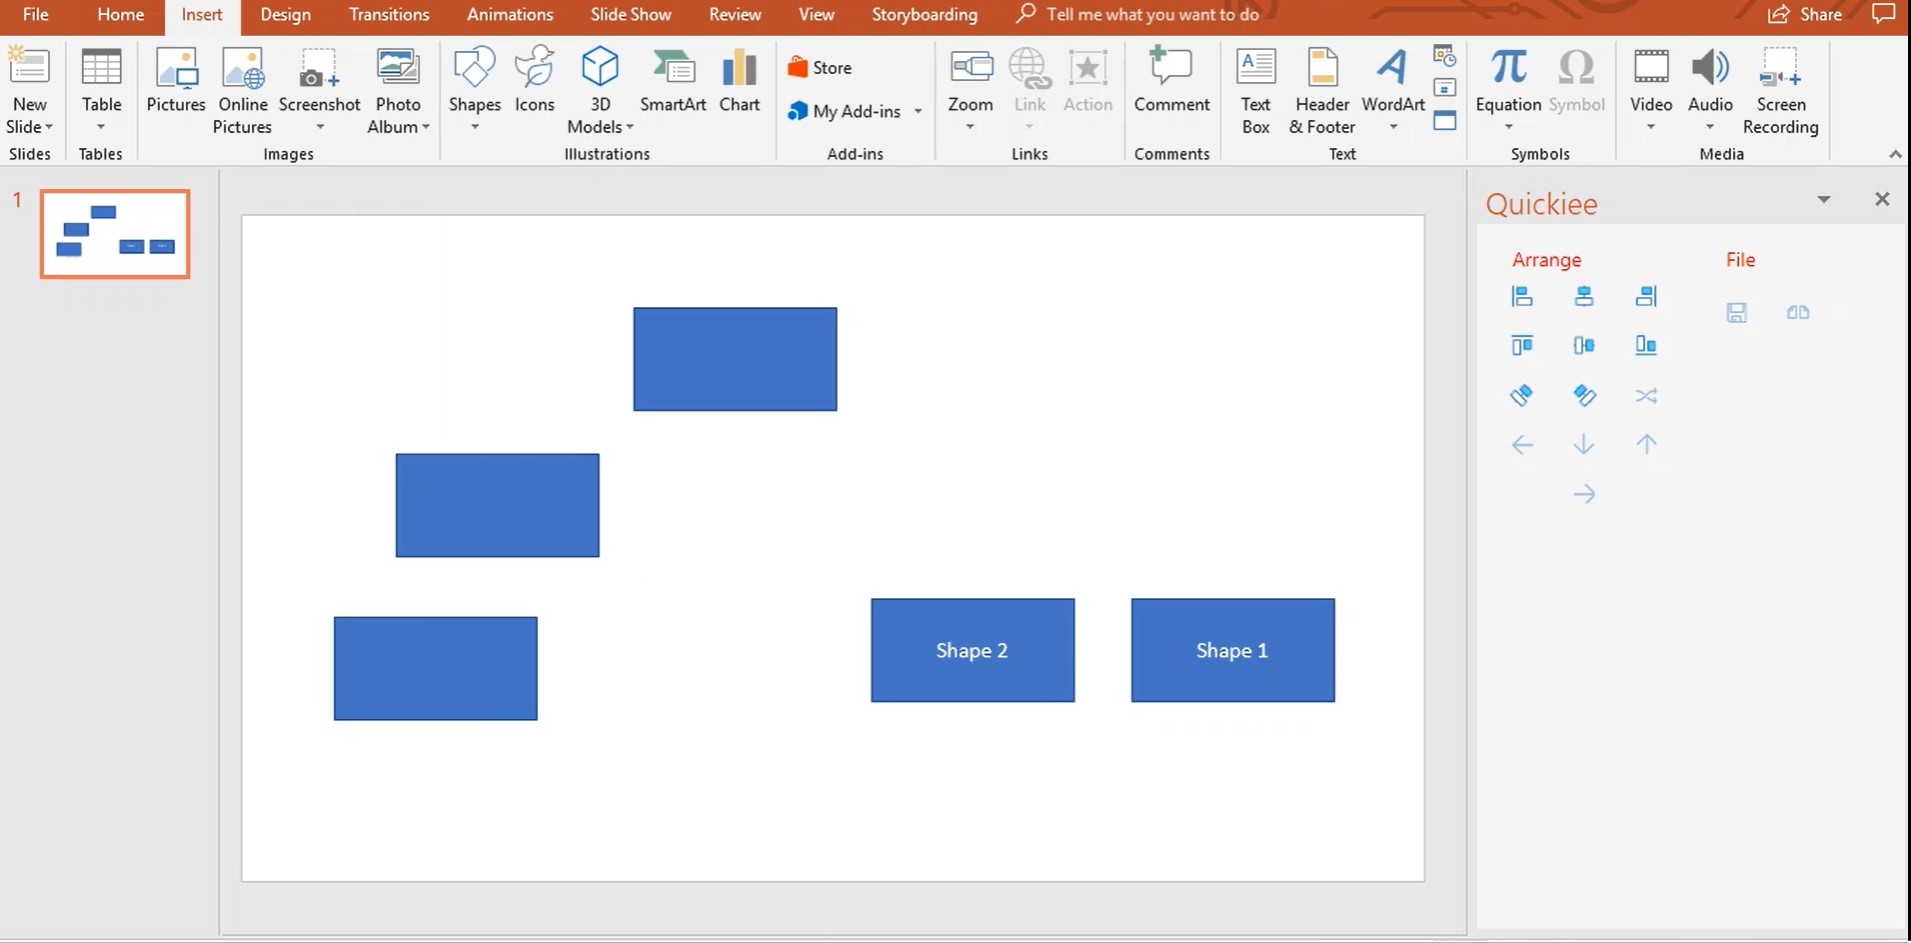 File Home Insert Design Transitions Animations Slide Show Review View Storyboarding Tell me what you want to do Share
New Slide
Table
Pictures
Online Pictures
Screenshot
Photo Album
Shapes
Icons
3D Models
SmartArt
Chart
Store
My Add-ins
Zoom
Link
Action
Comment
A
Text Box
Header & Footer
A
WordArt
#
π
Equation
Ω
Symbol
Video
Audio
Screen Recording
Slides Tables Images Illustrations Add-ins Links Comments Text Symbols Media
1
Quickiee
Arrange File
Shape 2 Shape 1